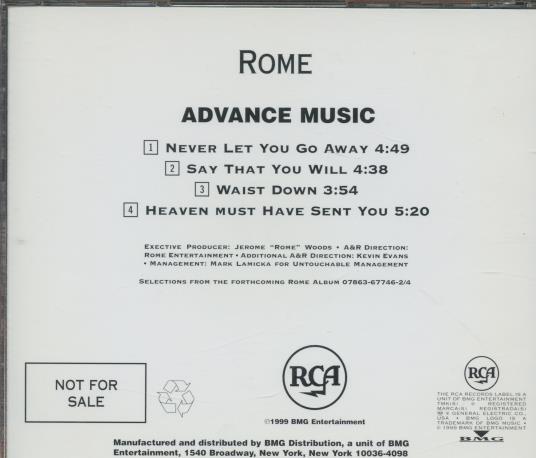 ROME
ADVANCE MUSIC
1 NEVER LET YOU GO AWAY 4:49
2 SAY THAT YOU WILL 4:38
3 WAIST DOWN 3:54
4 HEAVEN MUST HAVE SENT YOU 5:20
EXECTIVE PRODUCER: JEROME "ROME" WOODS • A&R DIRECTION:
ROME ENTERTAINMENT • ADDITIONAL A&R DIRECTION: KEVIN EVANS
• MANAGEMENT: MARK LAMICKA FOR UNTOUCHABLE MANAGEMENT
SELECTIONS FROM THE FORTHCOMING ROME ALBUM 07863-67746-2/4
NOT FOR
SALE
RCA
©1999 BMG Entertainment
RCA
THE RCA RECORDS LABEL IS A
UNIT OF BMG ENTERTAINMENT
TMK(S) ® REGISTERED
MARCA(S) REGISTRADA(S)
GENERAL ELECTRIC CO.,
USA • BMG LOGO IS A
TRADEMARK OF BMG MUSIC •
© 1999 BMG ENTERTAINMENT
BMG
Manufactured and distributed by BMG Distribution, a unit of BMG
Entertainment, 1540 Broadway, New York, New York 10036-4098